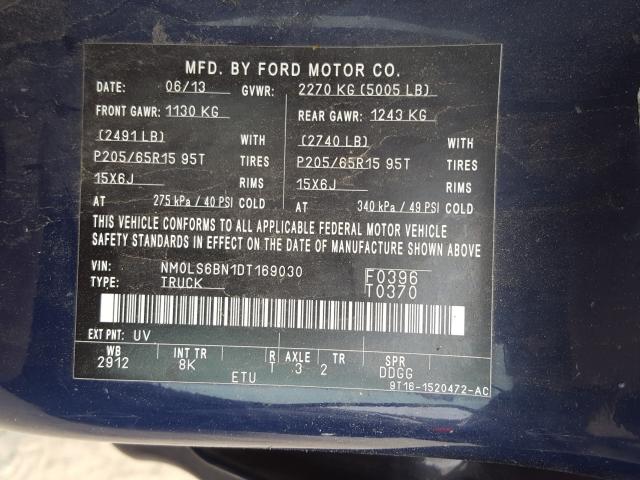 MFD. BY FORD MOTOR CO.
DATE: 06/13 GVWR: 2270 KG (5005 LB)
FRONT GAWR: 1130 KG REAR GAWR: 1243 KG
(2491 LB) WITH (2740 LB) WITH
P205/65R15 95T TIRES P205/65R15 95T TIRES
15X6J RIMS 15X6J RIMS
AT 275 kPa / 40 PSI COLD AT 340 kPa / 49 PSI COLD
THIS VEHICLE CONFORMS TO ALL APPLICABLE FEDERAL MOTOR VEHICLE
SAFETY STANDARDS IN EFFECT ON THE DATE OF MANUFACTURE SHOWN ABOVE
VIN: NM0LS6BN1DT169030 F0396
TYPE: TRUCK T0370
EXT PNT: UV
WB INT TR R AXLE TR SPR
2912 8K T 3 2 DDGG
ETU 9T16-1520472-AC